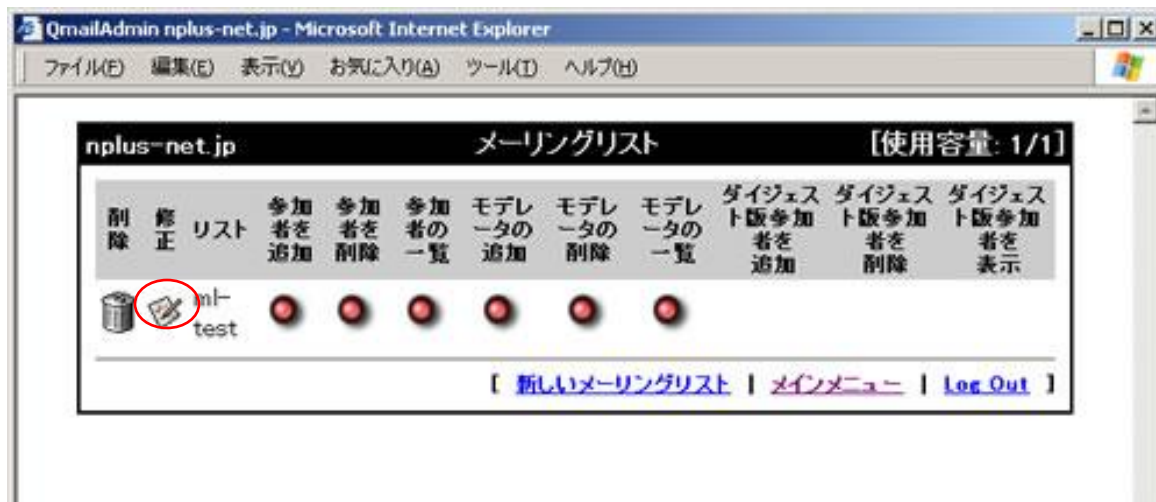 QmailAdmin nplus-net.jp - Microsoft Internet Explorer
ファイル(F) 編集(E) 表示(V) お気に入り(A) ツール(T) ヘルプ(H)
nplus-net.jp メーリングリスト [使用容量: 1/1]
削除 修正 リスト 参加者を追加 参加者を削除 参加者の一覧 モデレータの追加 モデレータの削除 モデレータの一覧 ダイジェスト版参加者を追加 ダイジェスト版参加者を削除 ダイジェスト版参加者を表示
ml-
test
[ 新しいメーリングリスト | メインメニュー | Log Out ]